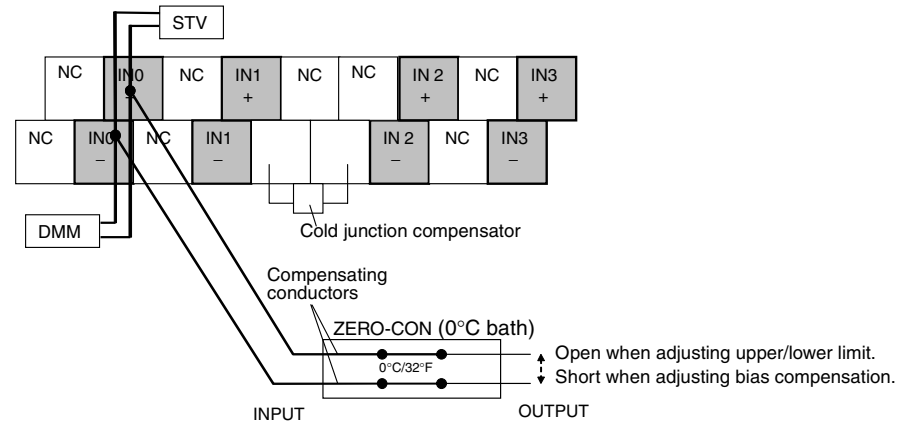 STV
NC IN0 NC IN1 NC NC IN 2 NC IN3
+ + +
NC IN0 NC IN1 IN 2 NC IN3
– – –
DMM
Cold junction compensator
Compensating
conductors
ZERO-CON (0°C bath)
0°C/32°F
Open when adjusting upper/lower limit.
Short when adjusting bias compensation.
INPUT OUTPUT